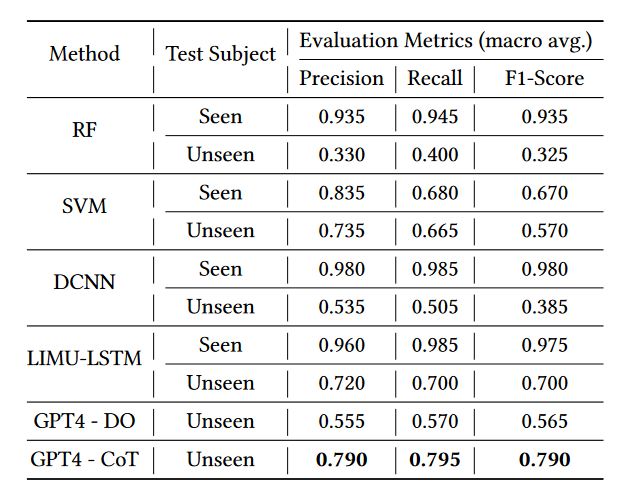 Method Test Subject Evaluation Metrics (macro avg.)
Precision Recall F1-Score
RF Seen 0.935 0.945 0.935
Unseen 0.330 0.400 0.325
SVM Seen 0.835 0.680 0.670
Unseen 0.735 0.665 0.570
DCNN Seen 0.980 0.985 0.980
Unseen 0.535 0.505 0.385
LIMU-LSTM Seen 0.960 0.985 0.975
Unseen 0.720 0.700 0.700
GPT4 - DO Unseen 0.555 0.570 0.565
GPT4 - CoT Unseen 0.790 0.795 0.790